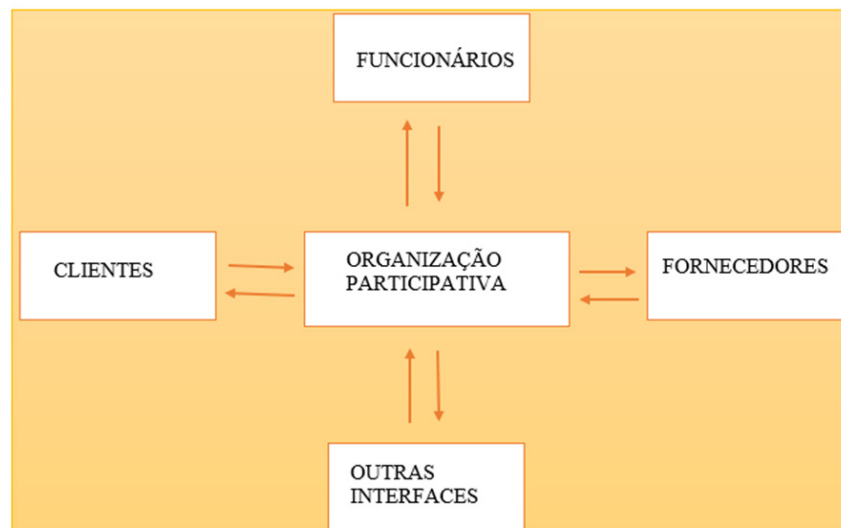 FUNCIONÁRIOS
CLIENTES
ORGANIZAÇÃO
PARTICIPATIVA
FORNECEDORES
OUTRAS
INTERFACES